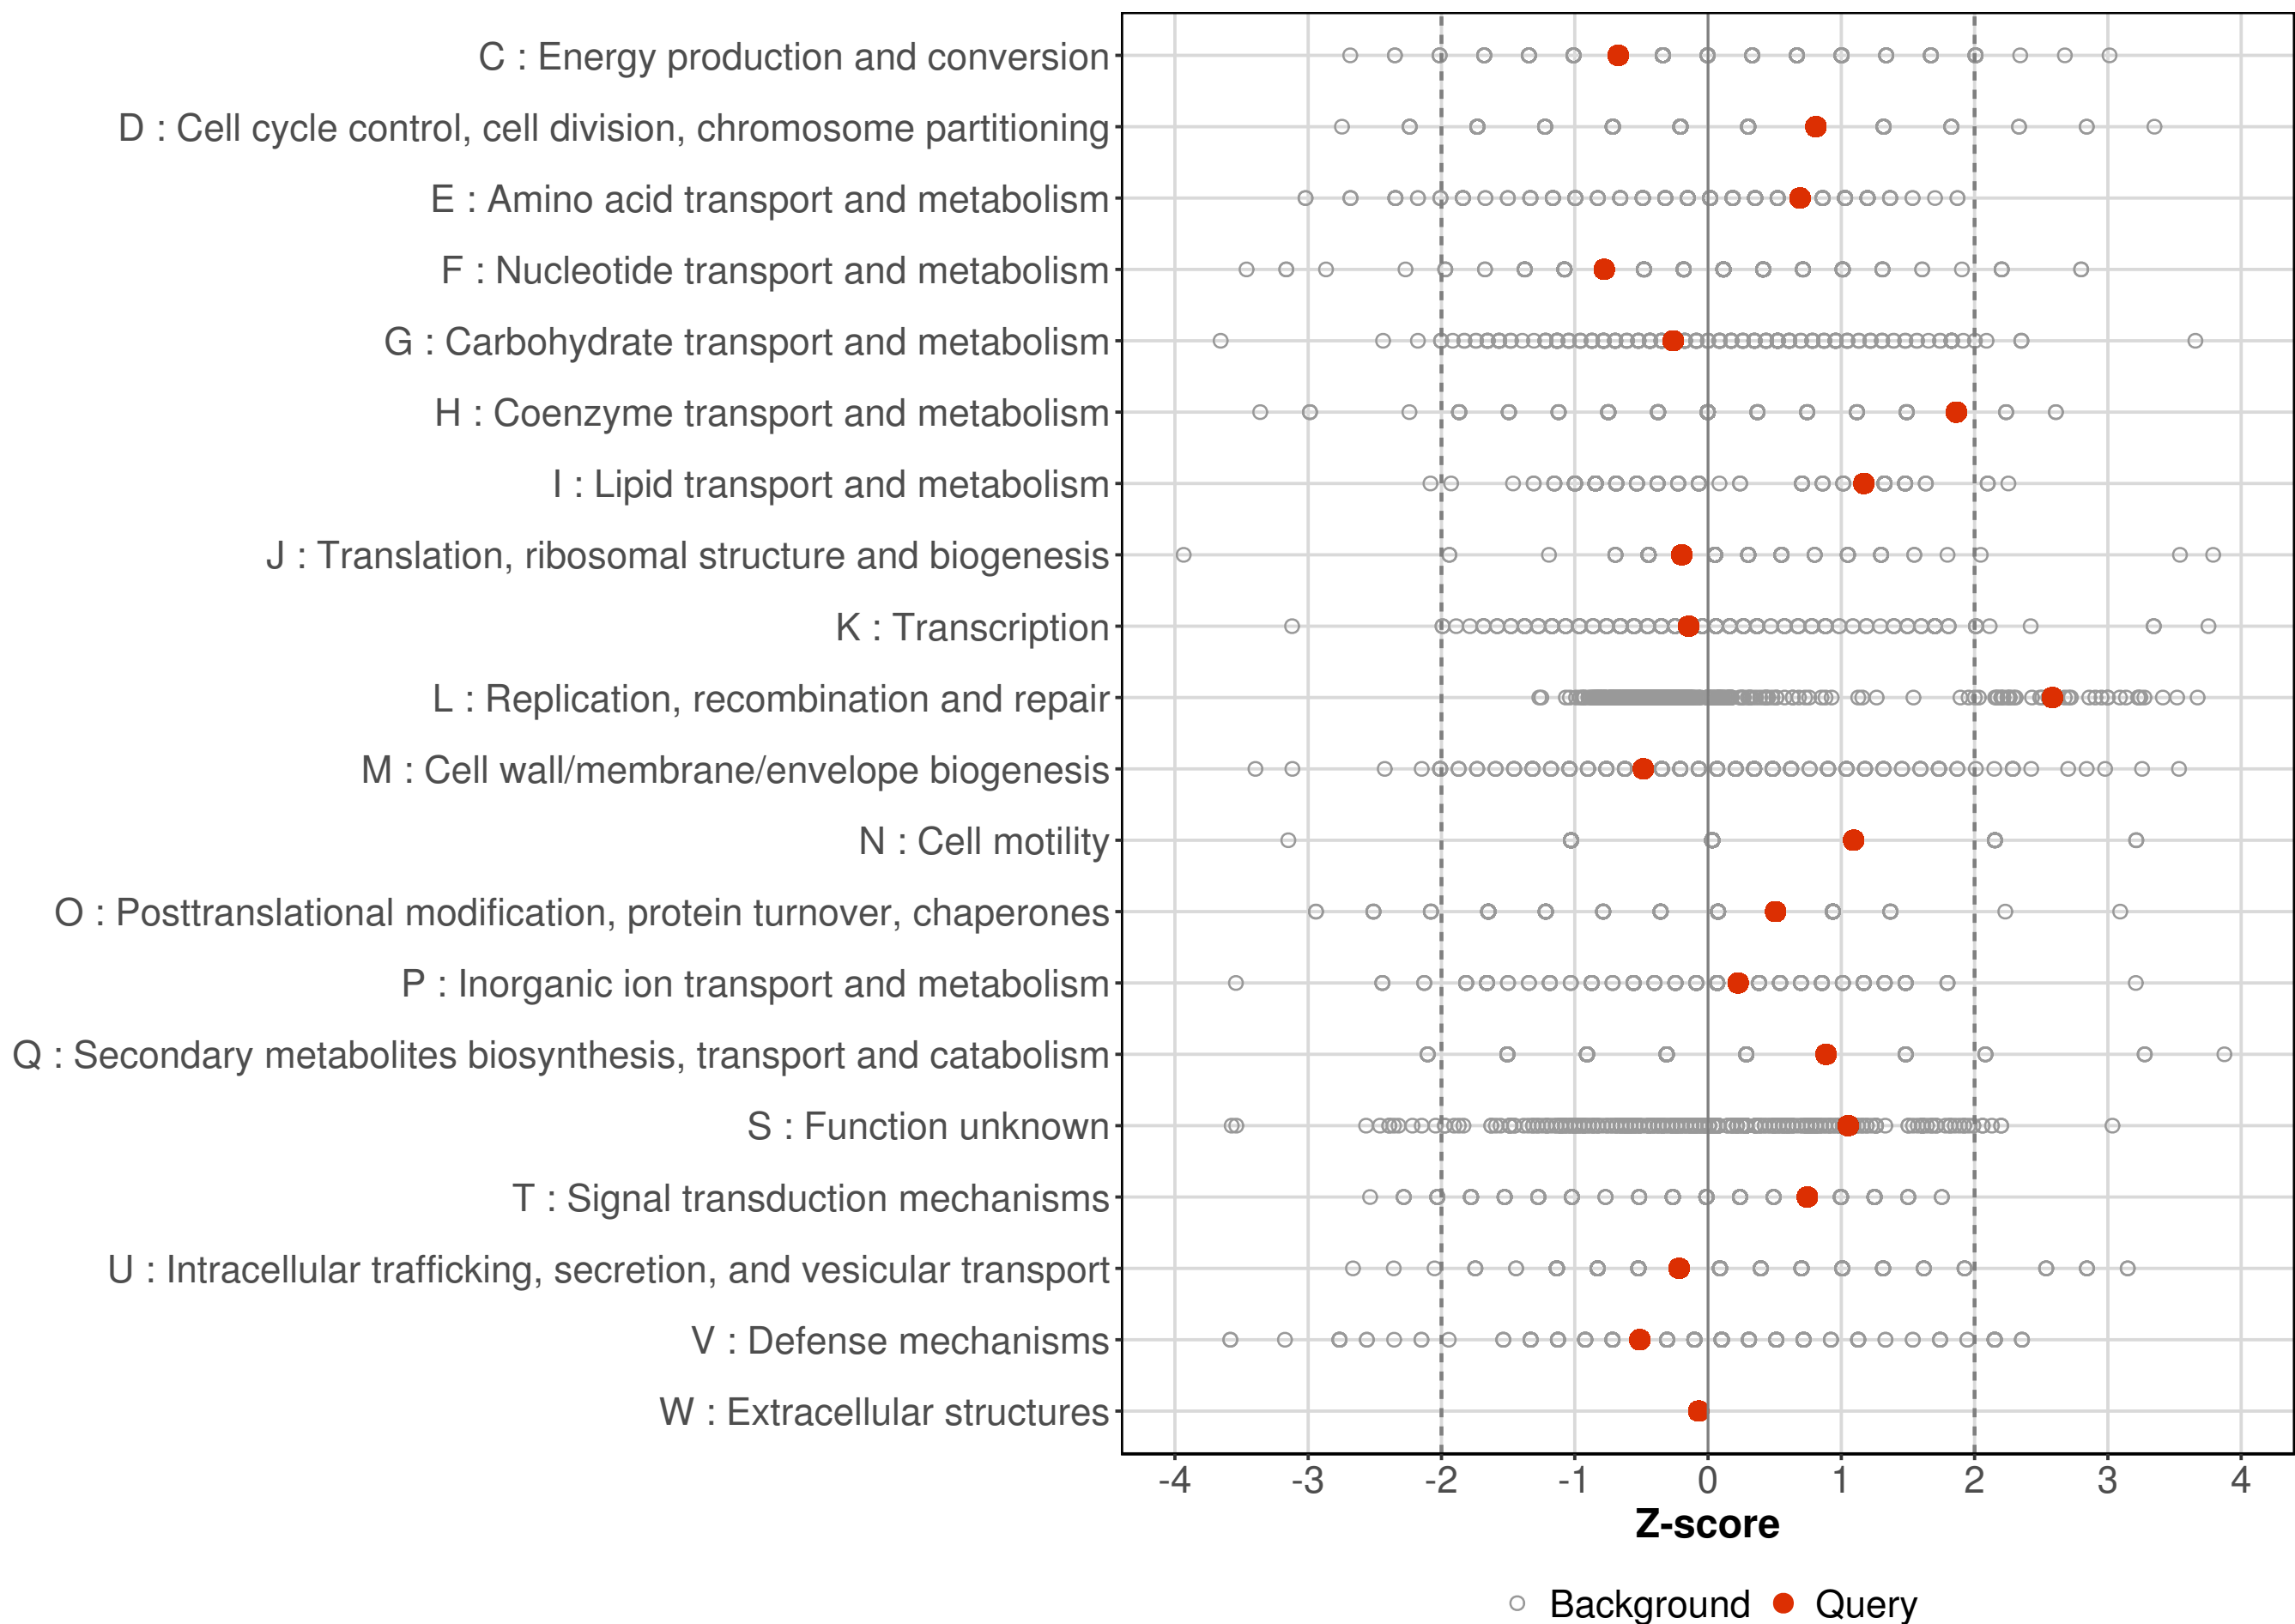 C : Energy production and conversion
D : Cell cycle control, cell division, chromosome partitioning
E : Amino acid transport and metabolism
F : Nucleotide transport and metabolism
G : Carbohydrate transport and metabolism
H : Coenzyme transport and metabolism
I : Lipid transport and metabolism
J : Translation, ribosomal structure and biogenesis
K : Transcription
L : Replication, recombination and repair
M : Cell wall/membrane/envelope biogenesis
N : Cell motility
O : Posttranslational modification, protein turnover, chaperones
P : Inorganic ion transport and metabolism
Q : Secondary metabolites biosynthesis, transport and catabolism
S : Function unknown
T : Signal transduction mechanisms
U : Intracellular trafficking, secretion, and vesicular transport
V : Defense mechanisms
W : Extracellular structures
-4 -3 -2 -1 0 1 2 3 4
Z-score
Background Query